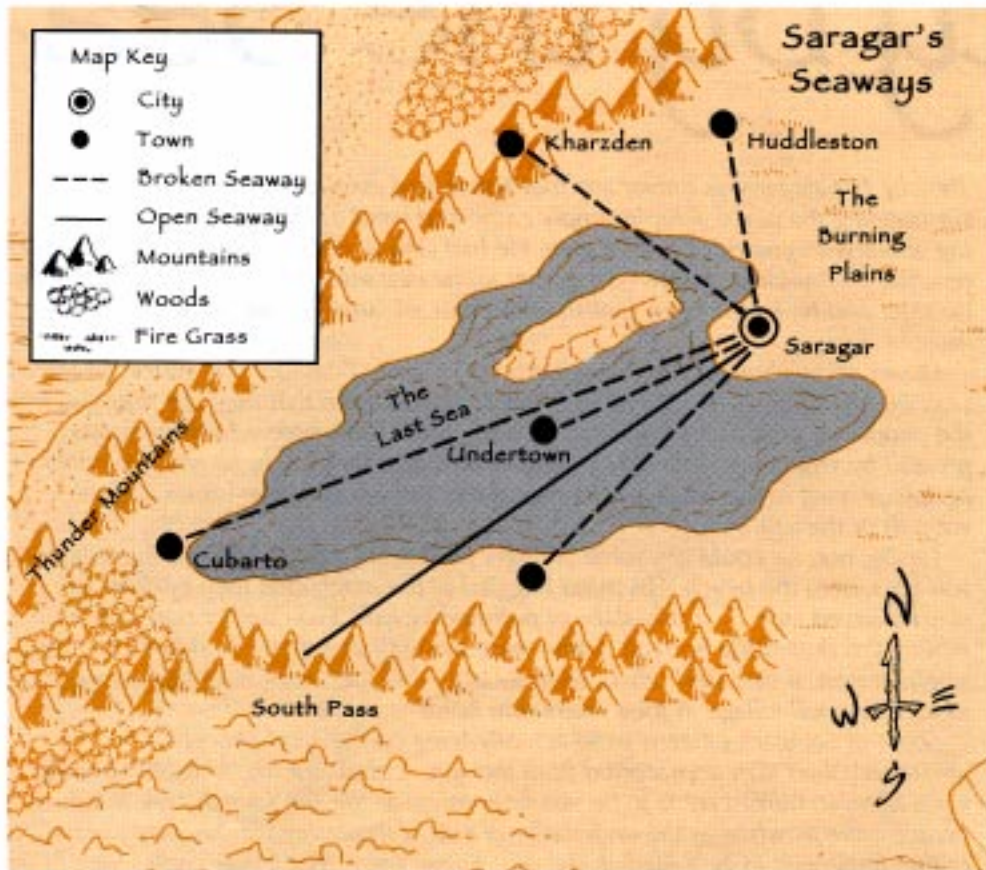 Saragar's
Seaways
Map Key
City
Town
Broken Seaway
Open Seaway
Mountains
Woods
Fire Grass
Kharzden
Huddleston
The
Burning
Plains
Saragar
The
Last Sea
Undertown
Thunder Mountains
Cubarto
South Pass
N
W
E
S